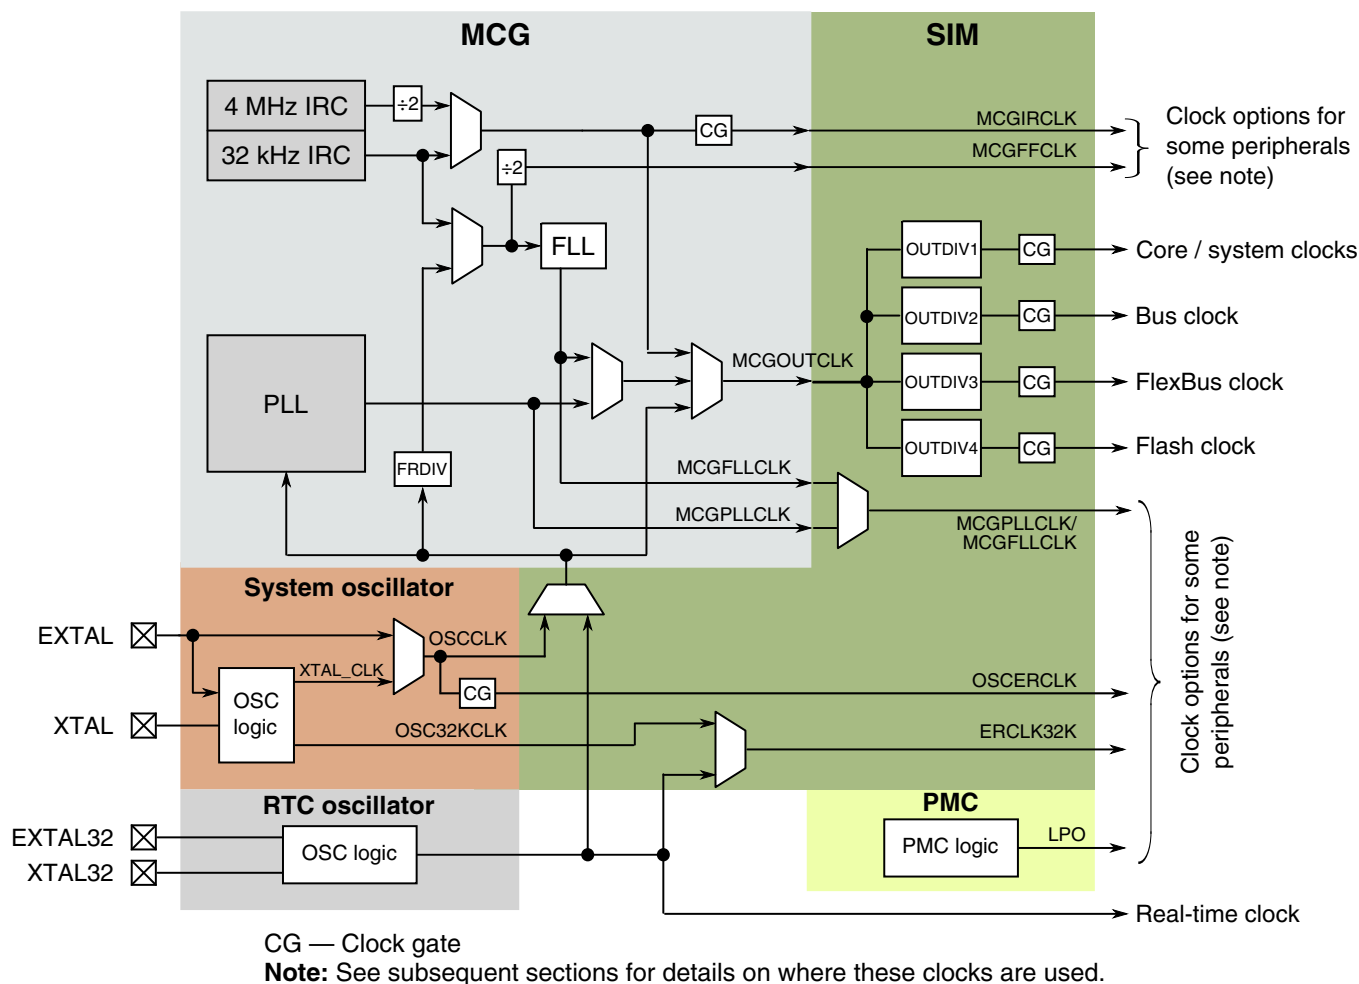 MCG
SIM
4 MHz IRC
÷2
32 kHz IRC
CG
MCGIRCLK
MCGFFCLK
Clock options for
some peripherals
(see note)
÷2
FLL
OUTDIV1
CG
Core / system clocks
OUTDIV2
CG
Bus clock
MCGOUTCLK
OUTDIV3
CG
FlexBus clock
PLL
OUTDIV4
CG
Flash clock
FRDIV
MCGFLLCLK
MCGPLLCLK
MCGPLLCLK/
MCGFLLCLK
Clock options for some
peripherals (see note)
System oscillator
EXTAL
OSCCLK
XTAL_CLK
OSC
logic
CG
OSCERCLK
XTAL
OSC32KCLK
ERCLK32K
RTC oscillator
PMC
EXTAL32
XTAL32
OSC logic
PMC logic
LPO
Real-time clock
CG — Clock gate
Note: See subsequent sections for details on where these clocks are used.